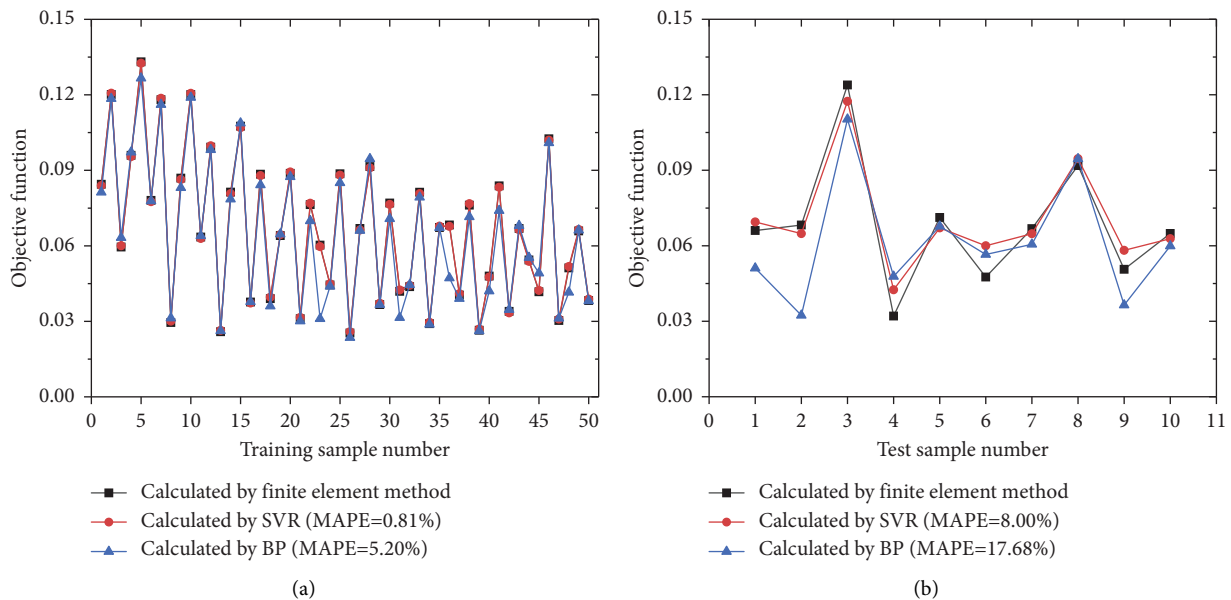 0.15
0.12
0.09
0.06
0.03
0.00
Objective function
0 5 10 15 20 25 30 35 40 45 50
Training sample number
Calculated by finite element method
Calculated by SVR (MAPE=0.81%)
Calculated by BP (MAPE=5.20%)
(a)
0.15
0.12
0.09
0.06
0.03
0.00
Objective function
0 1 2 3 4 5 6 7 8 9 10 11
Test sample number
Calculated by finite element method
Calculated by SVR (MAPE=8.00%)
Calculated by BP (MAPE=17.68%)
(b)